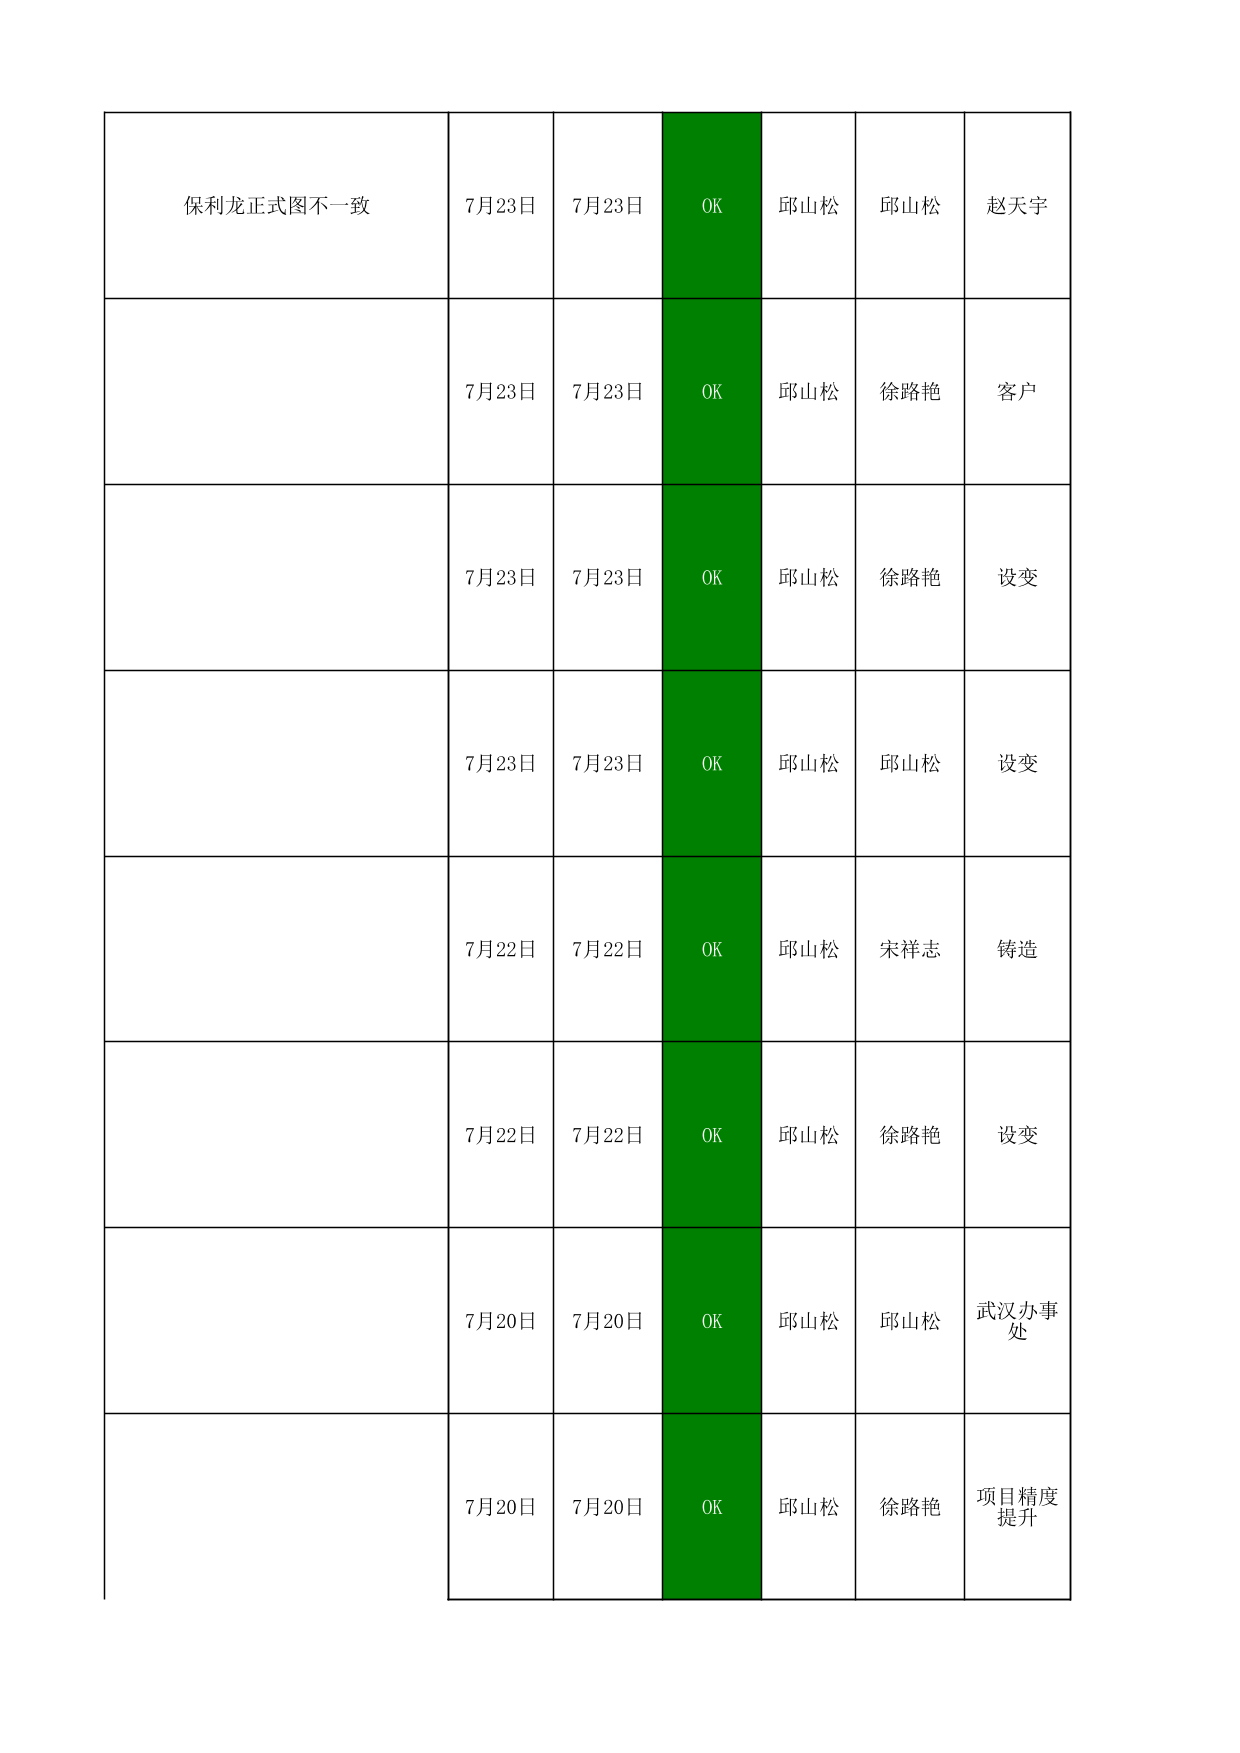 保利龙正式图不一致 7月23日 7月23日 OK 邱山松 邱山松 赵天宇
7月23日 7月23日 OK 邱山松 徐路艳 客户
7月23日 7月23日 OK 邱山松 徐路艳 设变
7月23日 7月23日 OK 邱山松 邱山松 设变
7月22日 7月22日 OK 邱山松 宋祥志 铸造
7月22日 7月22日 OK 邱山松 徐路艳 设变
7月20日 7月20日 OK 邱山松 邱山松 武汉办事
处
7月20日 7月20日 OK 邱山松 徐路艳 项目精度
提升